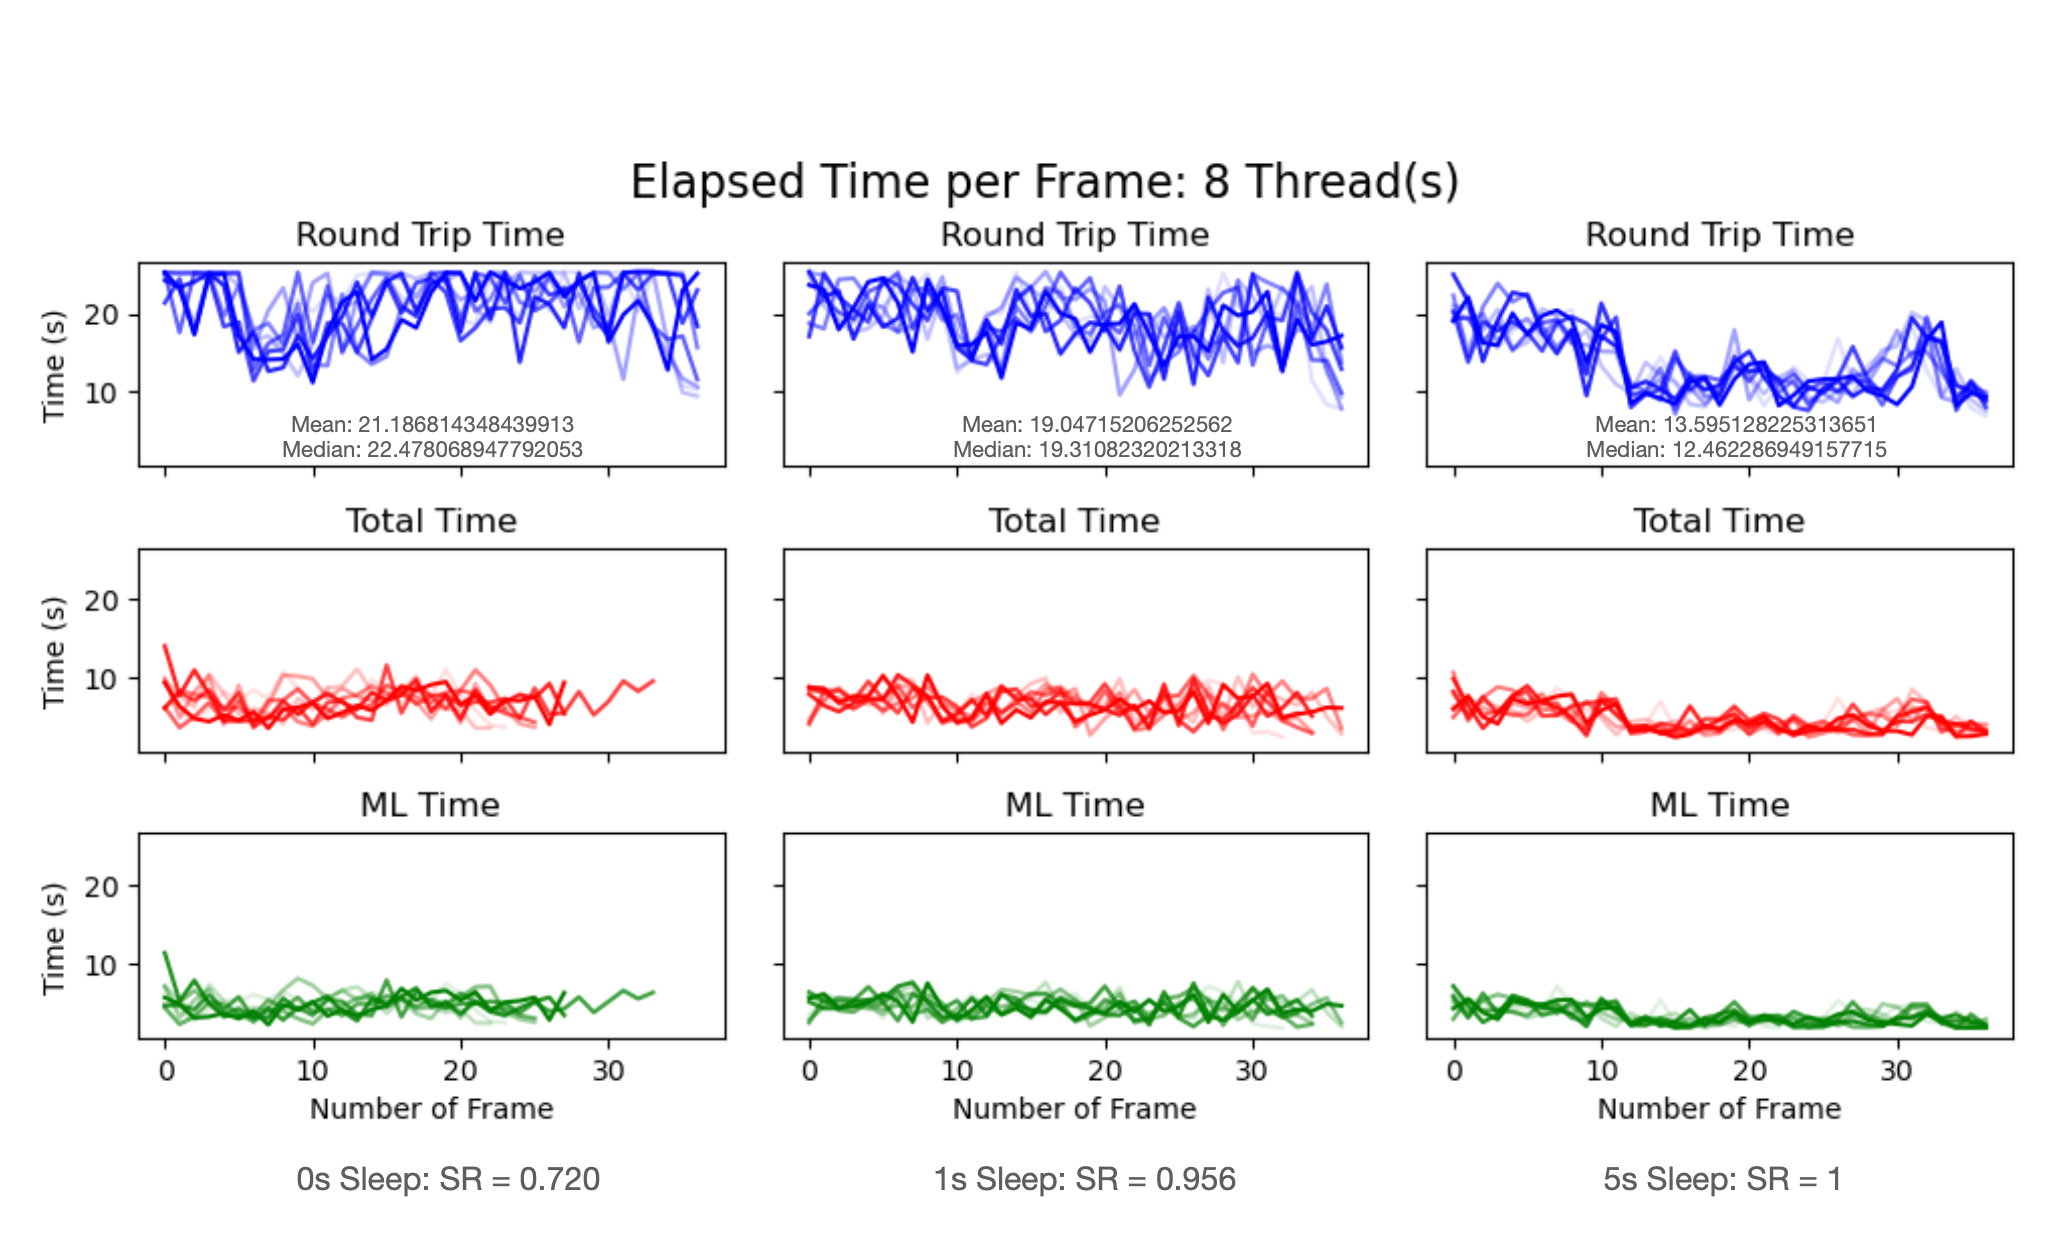 Elapsed Time per Frame: 8 Thread(s)
Round Trip Time
Round Trip Time
Round Trip Time
Time (s)
20
10
Mean: 21.186814348439913
Median: 22.478068947792053
Mean: 19.04715206252562
Median: 19.31082320213318
Mean: 13.595128225313651
Median: 12.462286949157715
Total Time
Total Time
Total Time
Time (s)
20
10
ML Time
ML Time
ML Time
Time (s)
20
10
0 10 20 30
0 10 20 30
0 10 20 30
Number of Frame
Number of Frame
Number of Frame
0s Sleep: SR = 0.720
1s Sleep: SR = 0.956
5s Sleep: SR = 1